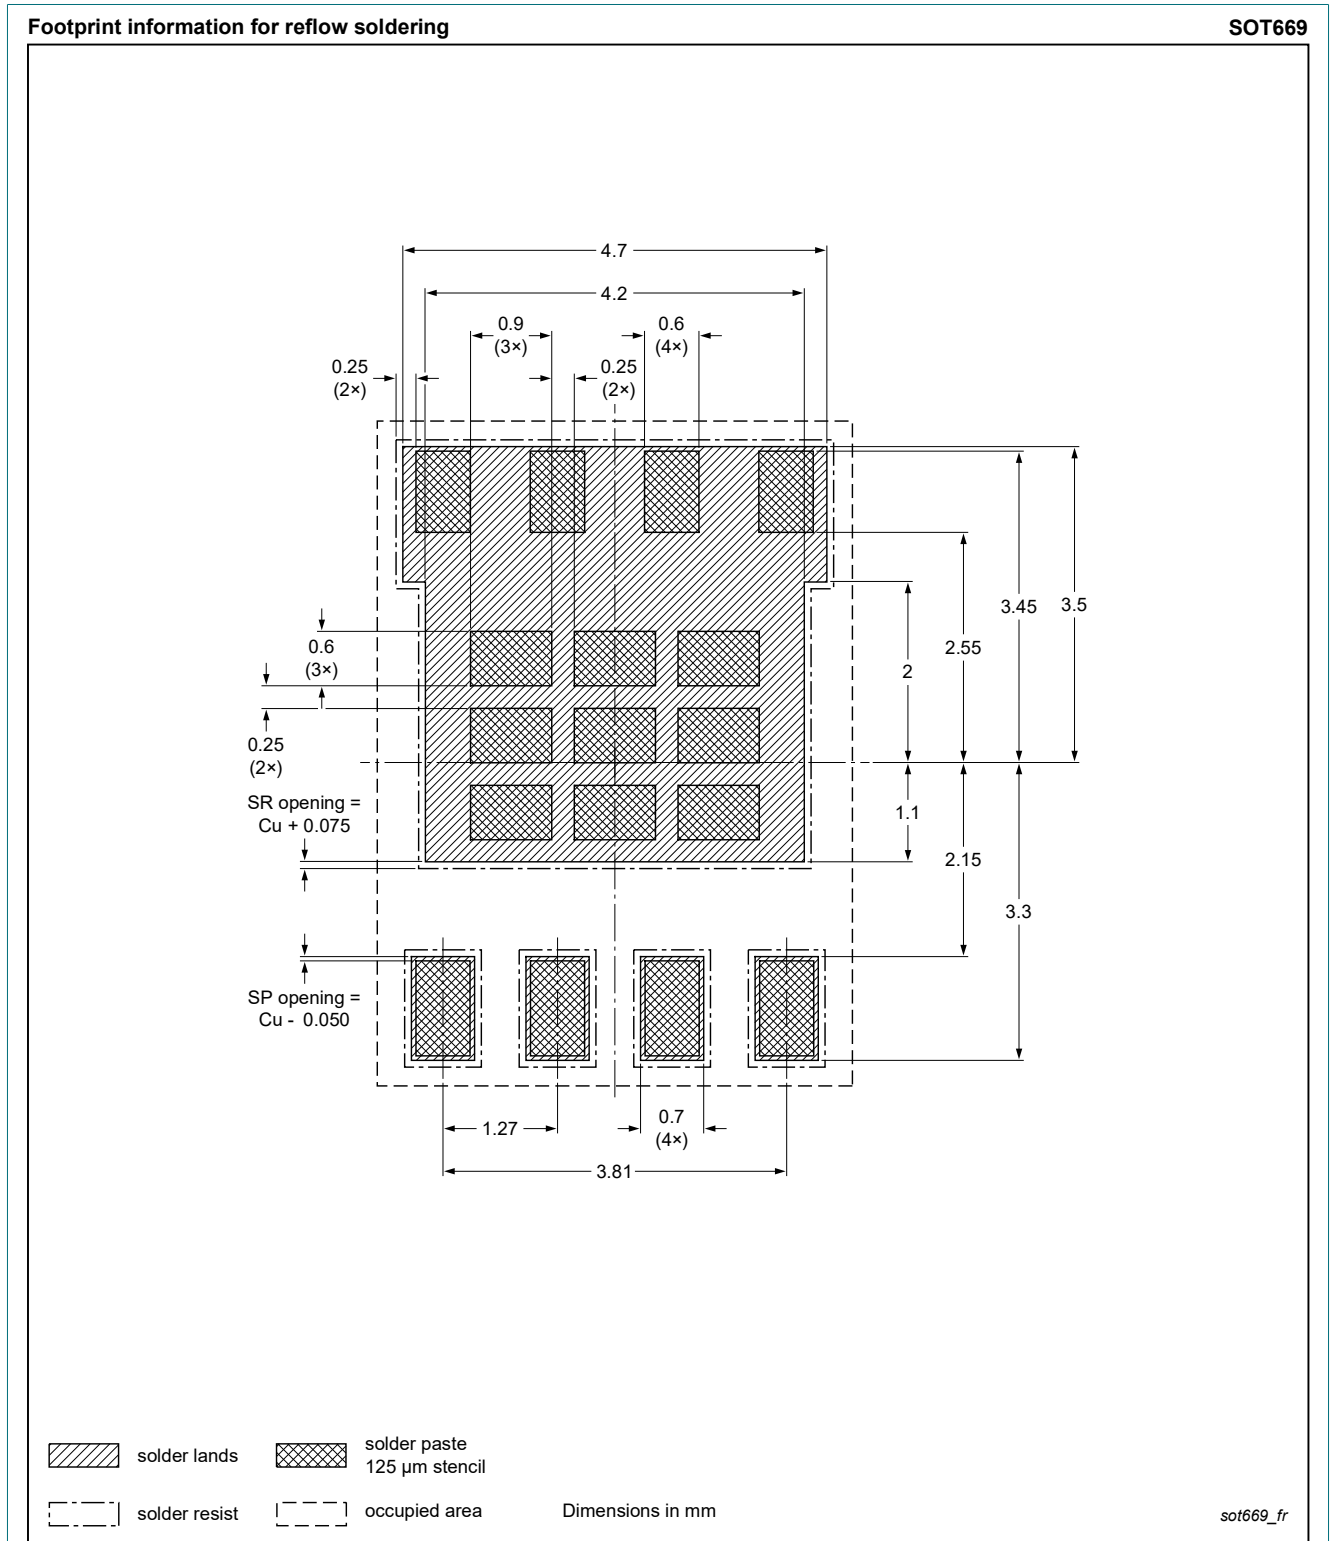 Footprint information for reflow soldering
SOT669
4.7
4.2
0.9
(3×)
0.6
(4×)
0.25
(2×)
0.25
(2×)
3.45
3.5
2.55
2
0.6
(3×)
0.25
(2×)
SR opening =
Cu + 0.075
1.1
2.15
3.3
SP opening =
Cu - 0.050
1.27
0.7
(4×)
3.81
solder lands
solder paste
125 µm stencil
solder resist
occupied area
Dimensions in mm
sot669_fr